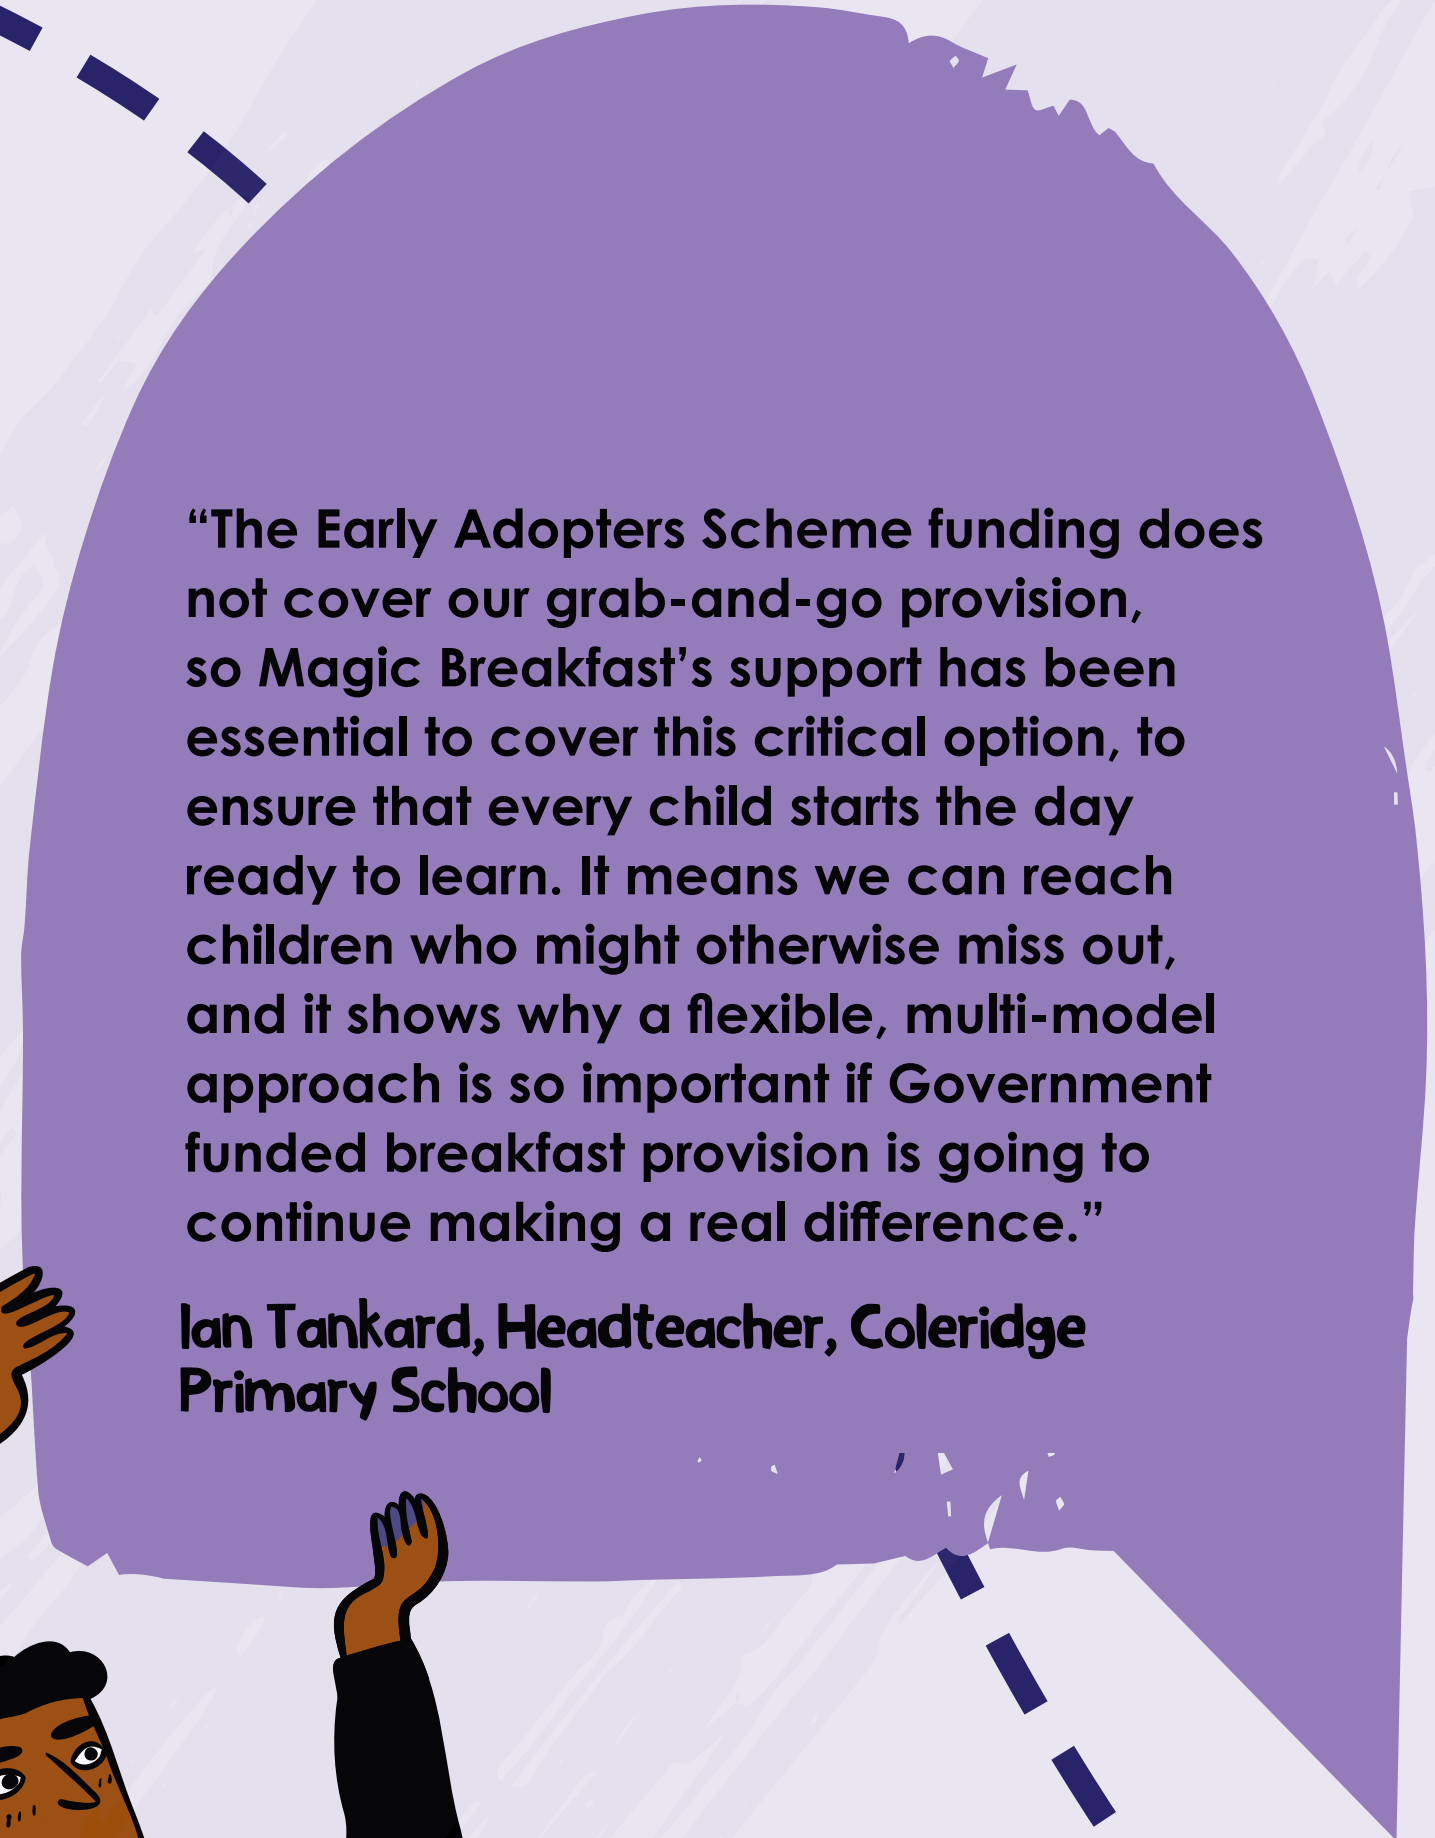 “The Early Adopters Scheme funding does
not cover our grab-and-go provision,
so Magic Breakfast’s support has been
essential to cover this critical option, to
ensure that every child starts the day
ready to learn. It means we can reach
children who might otherwise miss out,
and it shows why a flexible, multi-model
approach is so important if Government
funded breakfast provision is going to
continue making a real difference.”
Ian Tankard, Headteacher, Coleridge
Primary School